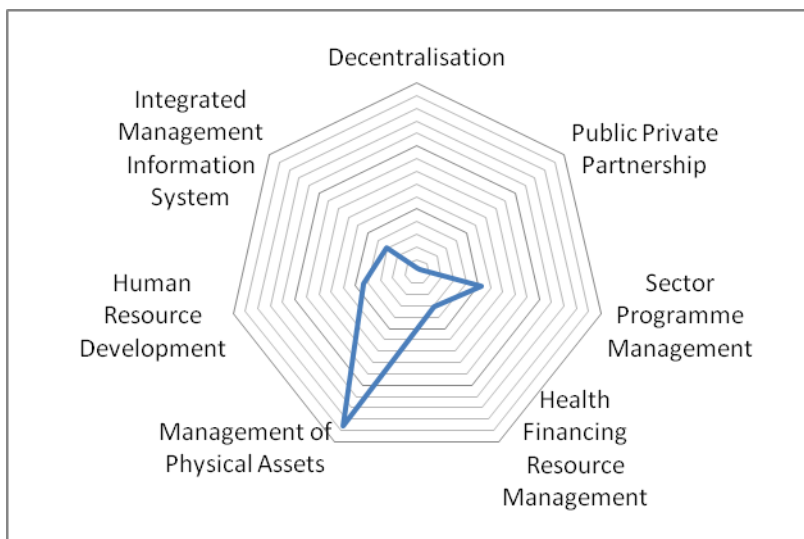 Decentralisation
Public Private
Partnership
Sector
Programme
Management
Health
Financing
Resource
Management
Management of
Physical Assets
Human
Resource
Development
Integrated
Management
Information
System